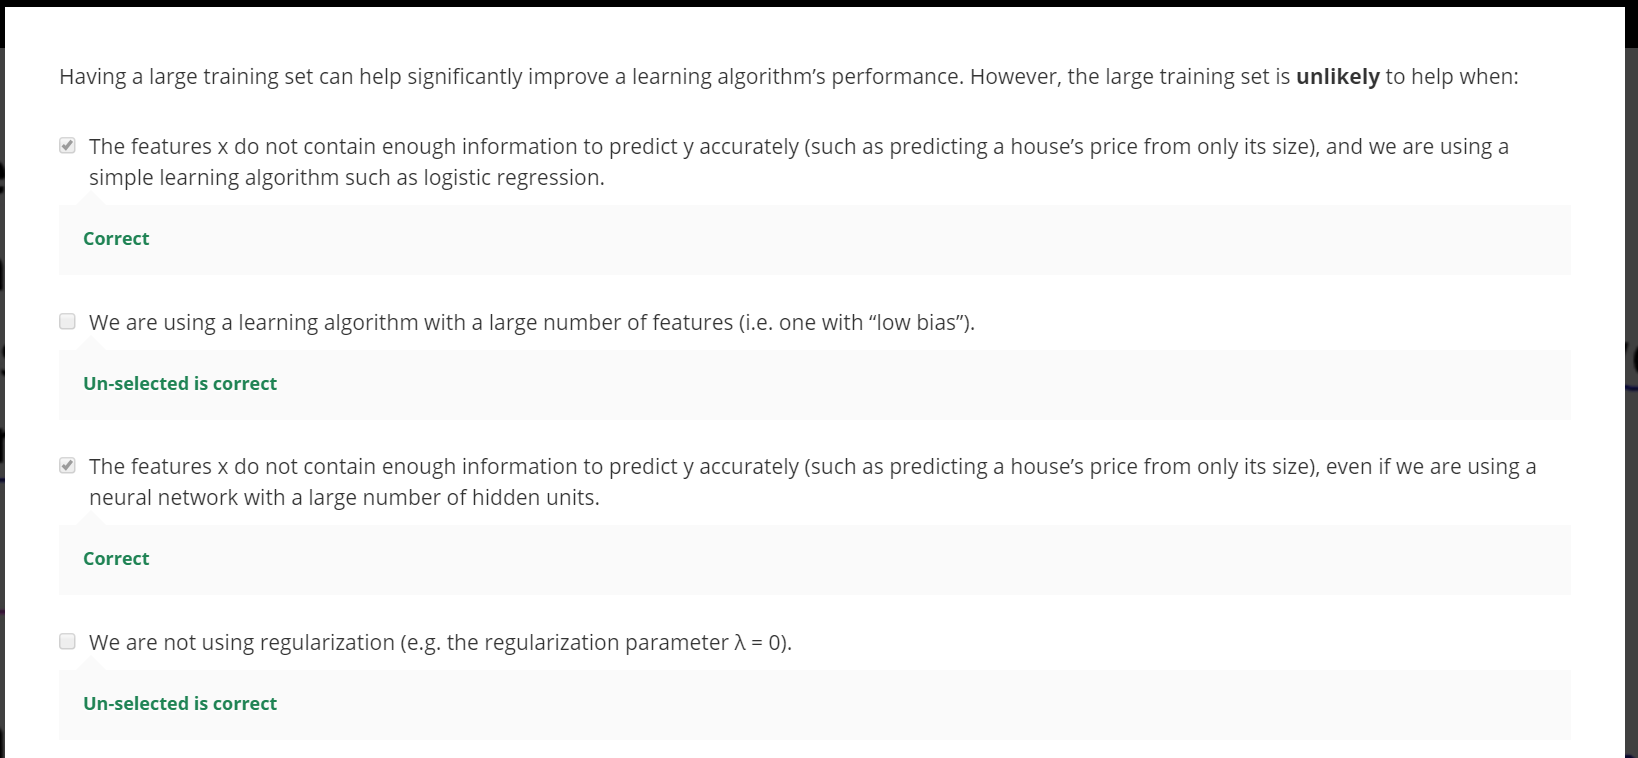 Having a large training set can help significantly improve a learning algorithm’s performance. However, the large training set is unlikely to help when:
The features x do not contain enough information to predict y accurately (such as predicting a house’s price from only its size), and we are using a
simple learning algorithm such as logistic regression.
Correct
We are using a learning algorithm with a large number of features (i.e. one with “low bias”).
Un-selected is correct
The features x do not contain enough information to predict y accurately (such as predicting a house’s price from only its size), even if we are using a
neural network with a large number of hidden units.
Correct
We are not using regularization (e.g. the regularization parameter λ = 0).
Un-selected is correct